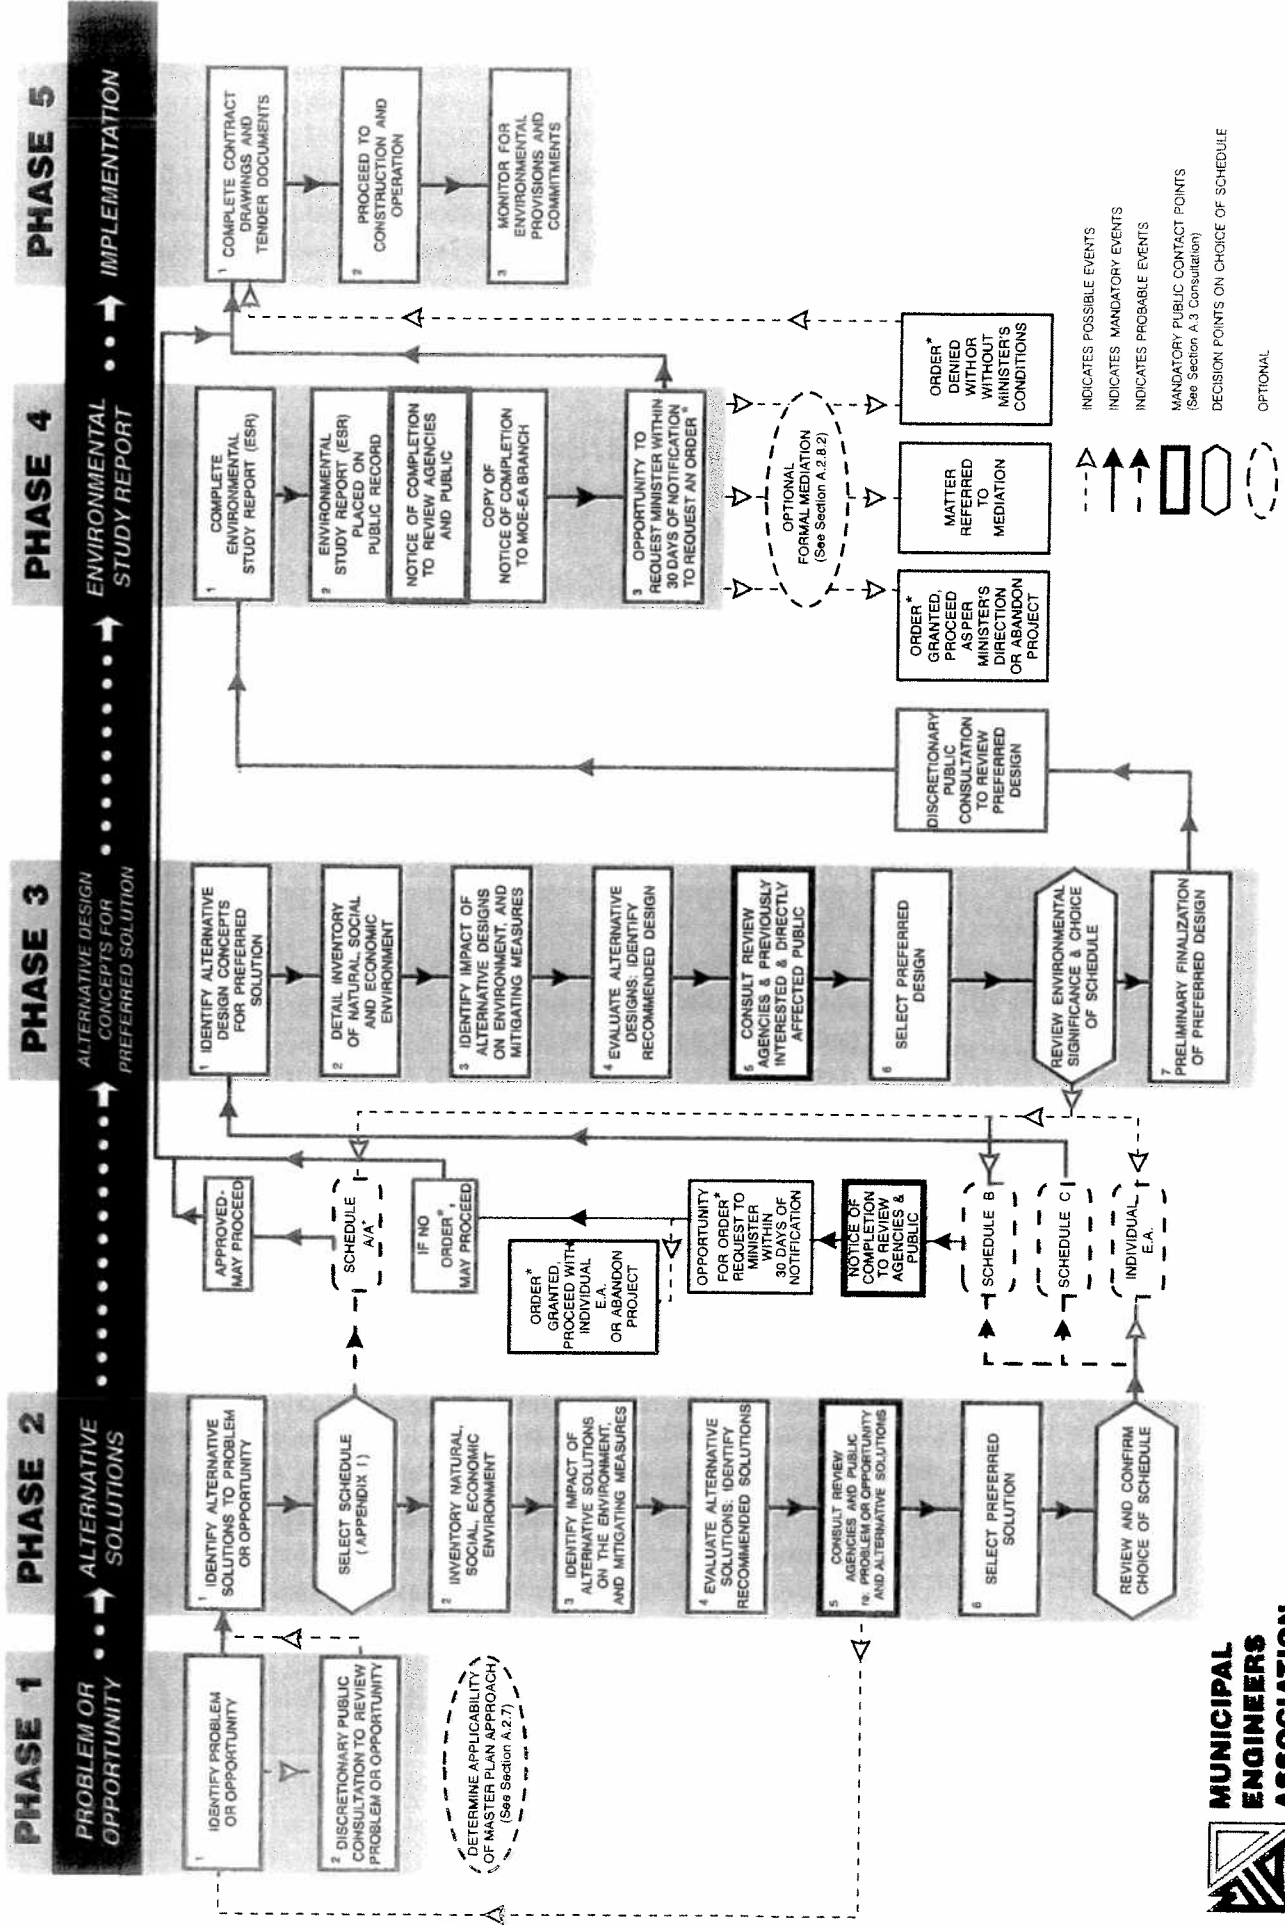 PHASE 1
PROBLEM OR
OPPORTUNITY
1
IDENTIFY PROBLEM
OR OPPORTUNITY
2 DISCRETIONARY PUBLIC
CONSULTATION TO REVIEW
PROBLEM OR OPPORTUNITY
DETERMINE APPLICABILITY
OF MASTER PLAN APPROACH
(See Section A.2.7)
PHASE 2
ALTERNATIVE
SOLUTIONS
1
IDENTIFY ALTERNATIVE
SOLUTIONS TO PROBLEM
OR OPPORTUNITY
SELECT SCHEDULE
( APPENDIX I )
2
INVENTORY NATURAL,
SOCIAL, ECONOMIC
ENVIRONMENT
3 IDENTIFY IMPACT OF
ALTERNATIVE SOLUTIONS
ON THE ENVIRONMENT,
AND MITIGATING MEASURES
4 EVALUATE ALTERNATIVE
SOLUTIONS: IDENTIFY
RECOMMENDED SOLUTIONS
5 CONSULT REVIEW
AGENCIES AND PUBLIC
re: PROBLEM OR OPPORTUNITY
AND ALTERNATIVE SOLUTIONS
6
SELECT PREFERRED
SOLUTION
REVIEW AND CONFIRM
CHOICE OF SCHEDULE
APPROVED-
MAY PROCEED
SCHEDULE
A/A+
IF NO
ORDER*,
MAY PROCEED
ORDER*
GRANTED,
PROCEED WITH
INDIVIDUAL
E.A.
OR ABANDON
PROJECT
OPPORTUNITY
FOR ORDER*
REQUEST TO
MINISTER
WITHIN
30 DAYS OF
NOTIFICATION
NOTICE OF
COMPLETION
TO REVIEW
AGENCIES &
PUBLIC
SCHEDULE B
SCHEDULE C
INDIVIDUAL
E.A.
PHASE 3
ALTERNATIVE DESIGN
CONCEPTS FOR
PREFERRED SOLUTION
1 IDENTIFY ALTERNATIVE
DESIGN CONCEPTS
FOR PREFERRED
SOLUTION
2 DETAIL INVENTORY
OF NATURAL, SOCIAL
AND ECONOMIC
ENVIRONMENT
3 IDENTIFY IMPACT OF
ALTERNATIVE DESIGNS
ON ENVIRONMENT, AND
MITIGATING MEASURES
4 EVALUATE ALTERNATIVE
DESIGNS: IDENTIFY
RECOMMENDED DESIGN
5 CONSULT REVIEW
AGENCIES & PREVIOUSLY
INTERESTED & DIRECTLY
AFFECTED PUBLIC
6
SELECT PREFERRED
DESIGN
REVIEW ENVIRONMENTAL
SIGNIFICANCE & CHOICE
OF SCHEDULE
7
PRELIMINARY FINALIZATION
OF PREFERRED DESIGN
DISCRETIONARY
PUBLIC
CONSULTATION
TO REVIEW
PREFERRED
DESIGN
PHASE 4
ENVIRONMENTAL
STUDY REPORT
1
COMPLETE
ENVIRONMENTAL
STUDY REPORT (ESR)
2
ENVIRONMENTAL
STUDY REPORT (ESR)
PLACED ON
PUBLIC RECORD
NOTICE OF COMPLETION
TO REVIEW AGENCIES
AND PUBLIC
COPY OF
NOTICE OF COMPLETION
TO MOE-EA BRANCH
3 OPPORTUNITY TO
REQUEST MINISTER WITHIN
30 DAYS OF NOTIFICATION
TO REQUEST AN ORDER*
OPTIONAL
FORMAL MEDIATION
(See Section A.2.8.2)
ORDER*
GRANTED,
PROCEED
AS PER
MINISTER'S
DIRECTION
OR ABANDON
PROJECT
MATTER
REFERRED
TO
MEDIATION
ORDER*
DENIED
WITH OR
WITHOUT
MINISTER'S
CONDITIONS
PHASE 5
IMPLEMENTATION
1 COMPLETE CONTRACT
DRAWINGS AND
TENDER DOCUMENTS
2
PROCEED TO
CONSTRUCTION AND
OPERATION
3
MONITOR FOR
ENVIRONMENTAL
PROVISIONS AND
COMMITMENTS
INDICATES POSSIBLE EVENTS
INDICATES MANDATORY EVENTS
INDICATES PROBABLE EVENTS
MANDATORY PUBLIC CONTACT POINTS
(See Section A.3 Consultation)
DECISION POINTS ON CHOICE OF SCHEDULE
OPTIONAL
MUNICIPAL
ENGINEERS
ASSOCIATION